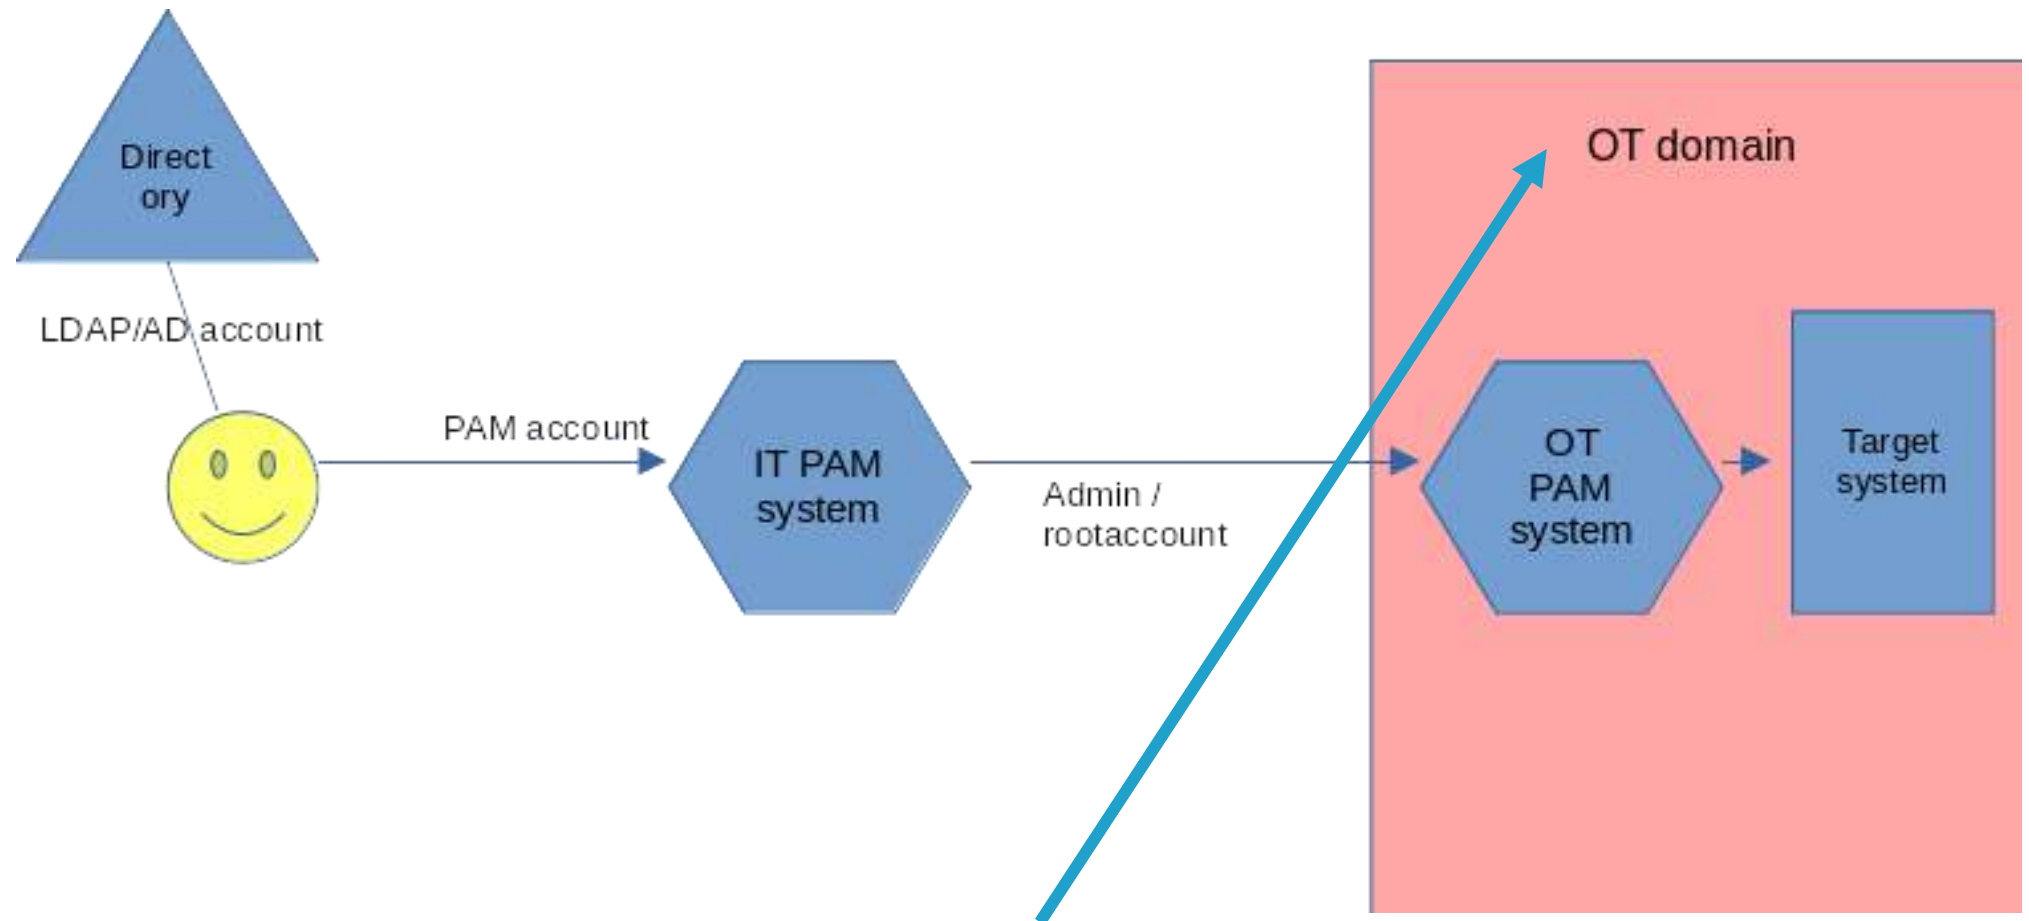 Direct
ory
LDAP/AD account
PAM account
IT PAM
system
Admin /
rootaccount
OT domain
OT
PAM
system
Target
system